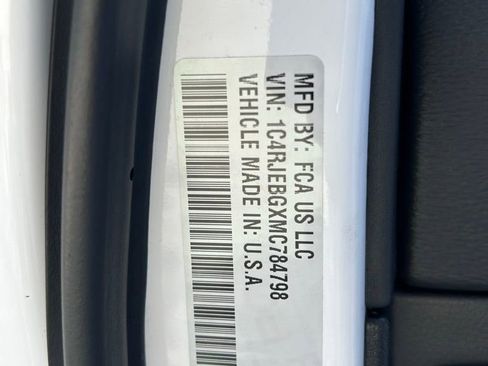 MFD BY: FCA US LLC
VIN: 1C4RJEBGXMC784798
VEHICLE MADE IN: U.S.A.